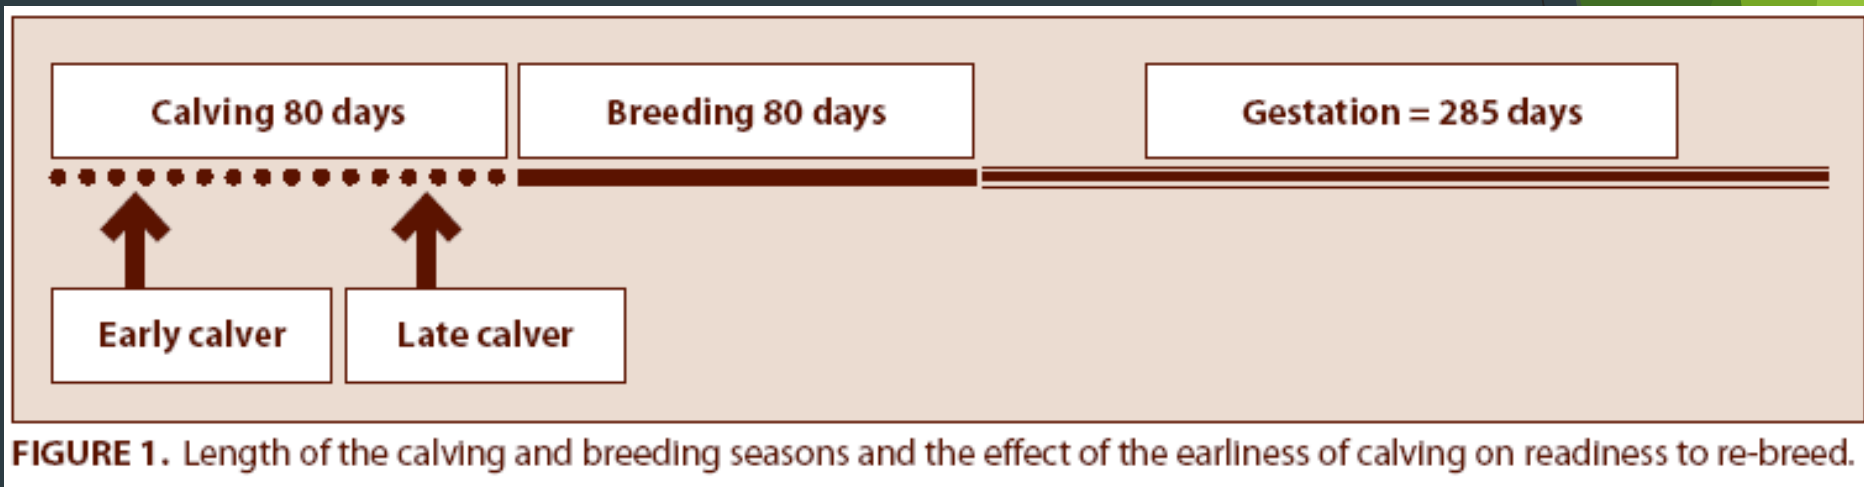 Calving 80 days
Breeding 80 days
Gestation = 285 days
Early calver
Late calver
FIGURE 1. Length of the calving and breeding seasons and the effect of the earliness of calving on readiness to re-breed.